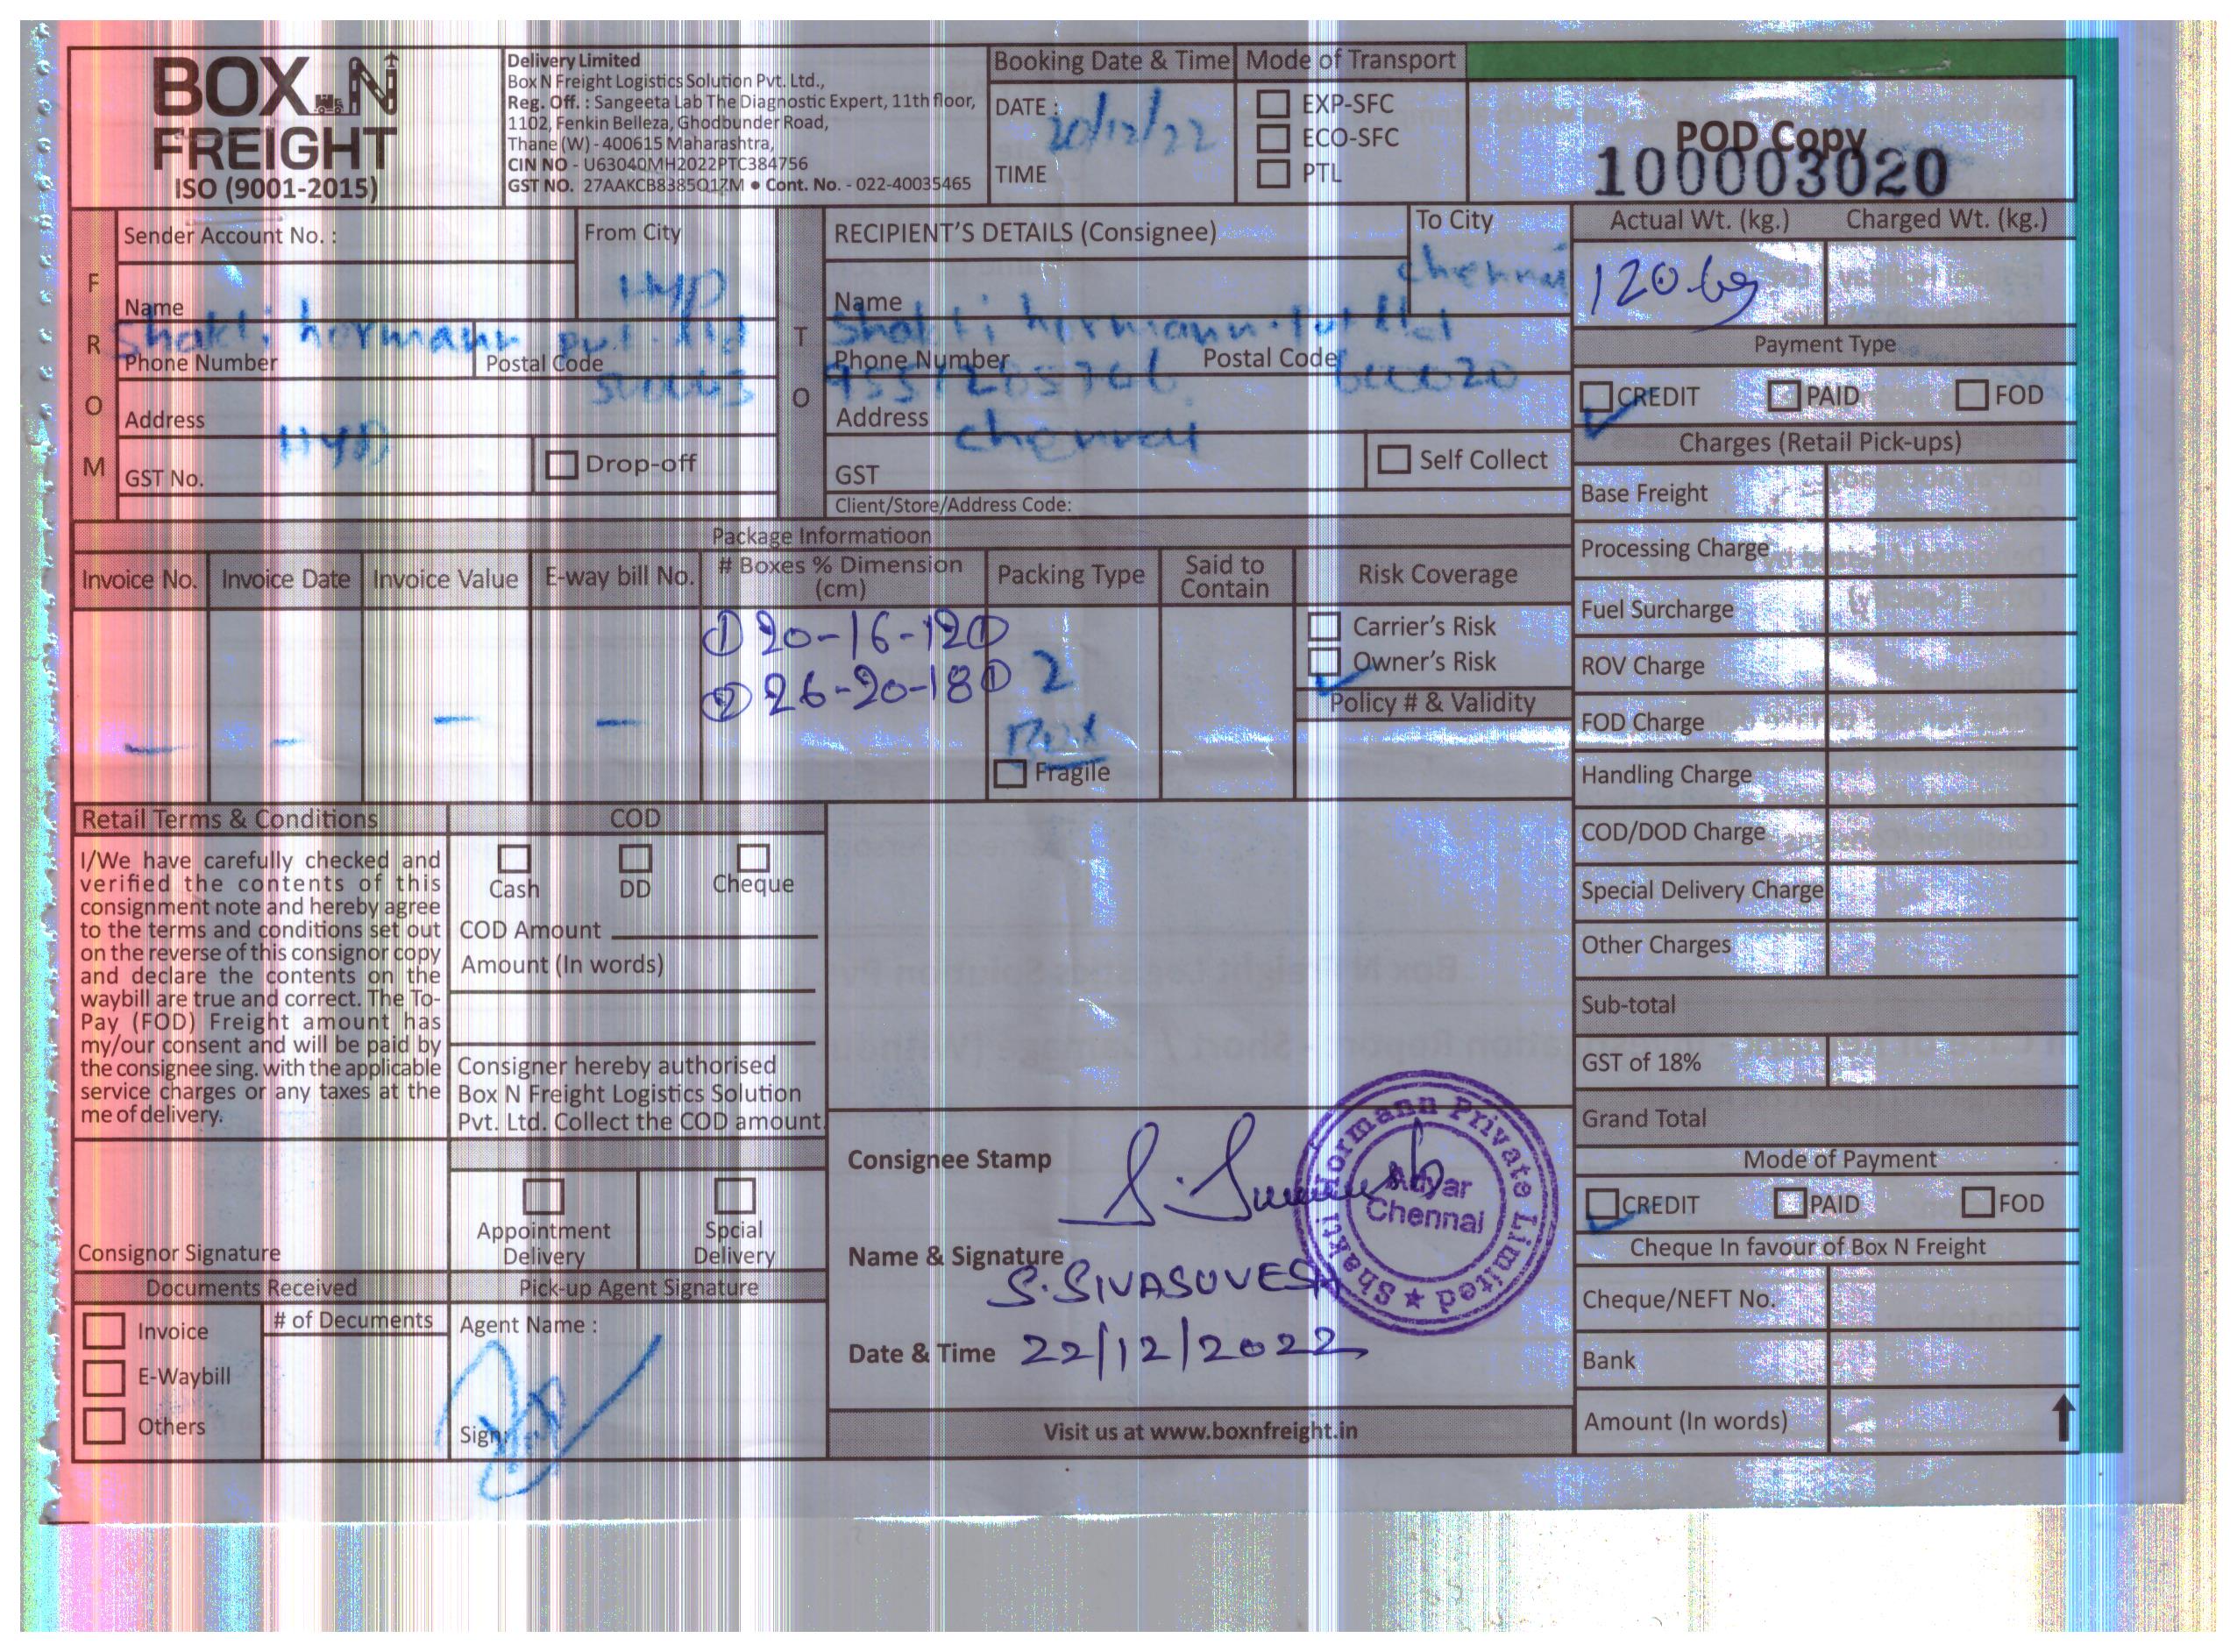 BOX N
FREIGHT
ISO (9001-2015)
Delivery Limited
Box N Freight Logistics Solution Pvt. Ltd.,
Reg. Off. : Sangeeta Lab The Diagnostic Expert, 11th floor,
1102, Fenkin Belleza, Ghodbunder Road,
Thane (W) - 400615 Maharashtra,
CIN NO - U63040MH2022PTC384756
GST NO. 27AAKCB8385Q1ZM • Cont. No. - 022-40035465
Booking Date & Time
DATE : 20/12/22
TIME
Mode of Transport
EXP-SFC
ECO-SFC
PTL
POD Copy
100003020
FROM
Sender Account No. :
From City
HYD
Name
Shakti hormann pvt. ltd
Phone Number
Postal Code
Address
HYD
GST No.
Drop-off
TO
RECIPIENT'S DETAILS (Consignee)
To City
chennai
Name
Shakti hormann. Pvt ltd
Phone Number
Postal Code
600020
Address
chennai
GST
Self Collect
Client/Store/Address Code:
Actual Wt. (kg.)
Charged Wt. (kg.)
120.kg
Payment Type
CREDIT
PAID
FOD
Charges (Retail Pick-ups)
Base Freight
Processing Charge
Fuel Surcharge
ROV Charge
FOD Charge
Handling Charge
COD/DOD Charge
Special Delivery Charge
Other Charges
Sub-total
GST of 18%
Grand Total
Mode of Payment
CREDIT
PAID
FOD
Cheque In favour of Box N Freight
Cheque/NEFT No.
Bank
Amount (In words)
Package Informatioon
Invoice No.
Invoice Date
Invoice Value
E-way bill No.
# Boxes % Dimension
(cm)
Packing Type
Said to
Contain
Risk Coverage
① 20-16-12 ①
② 26-20-18 ①
2
Box
Fragile
Carrier's Risk
Owner's Risk
Policy # & Validity
Retail Terms & Conditions
I/We have carefully checked and
verified the contents of this
consignment note and hereby agree
to the terms and conditions set out
on the reverse of this consignor copy
and declare the contents on the
waybill are true and correct. The To-
Pay (FOD) Freight amount has
my/our consent and will be paid by
the consignee sing. with the applicable
service charges or any taxes at the
me of delivery.
Consignor Signature
COD
Cash
DD
Cheque
COD Amount
Amount (In words)
Consigner hereby authorised
Box N Freight Logistics Solution
Pvt. Ltd. Collect the COD amount.
Appointment
Delivery
Spcial
Delivery
Documents Received
Invoice
E-Waybill
Others
# of Decuments
Pick-up Agent Signature
Agent Name :
Sign:
Consignee Stamp
Shakti Hormann Private Limited
Adyar
Chennai
Name & Signature
S. SIVASUVESH
Date & Time 22/12/2022
Visit us at www.boxnfreight.in